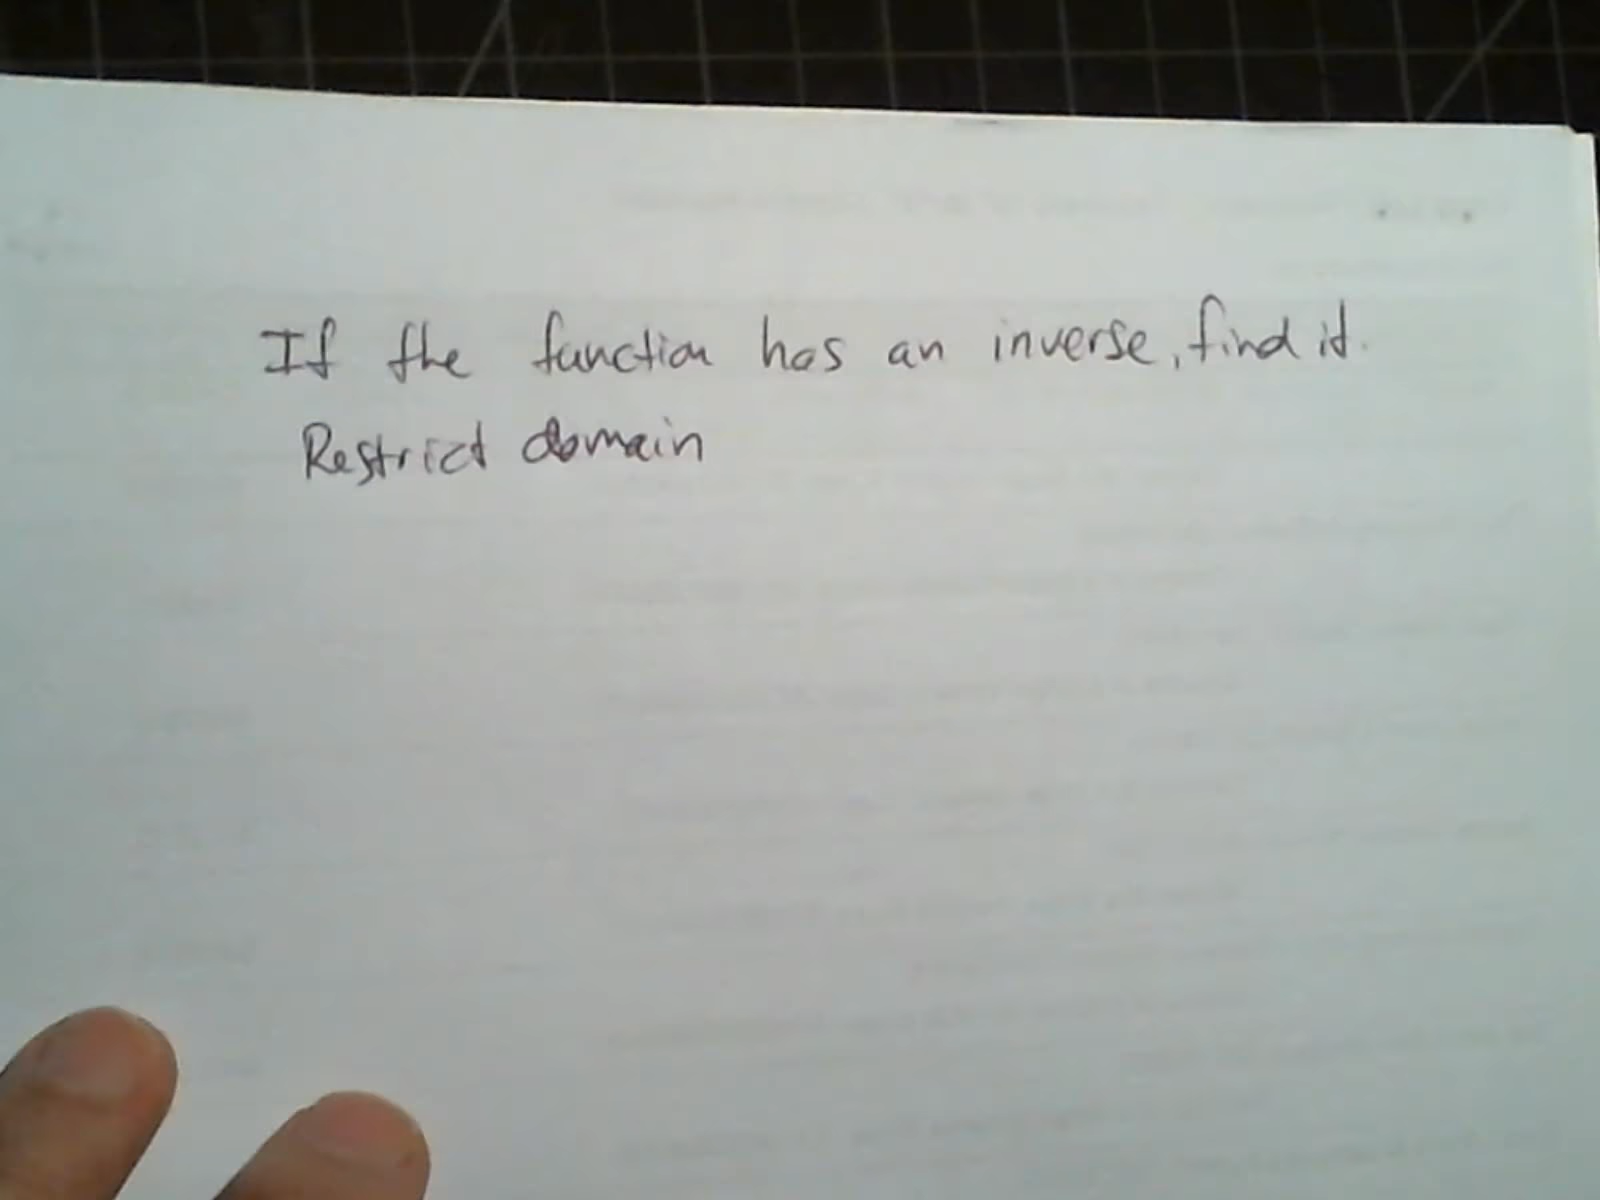 If the function has an inverse, find it.
Restrict domain